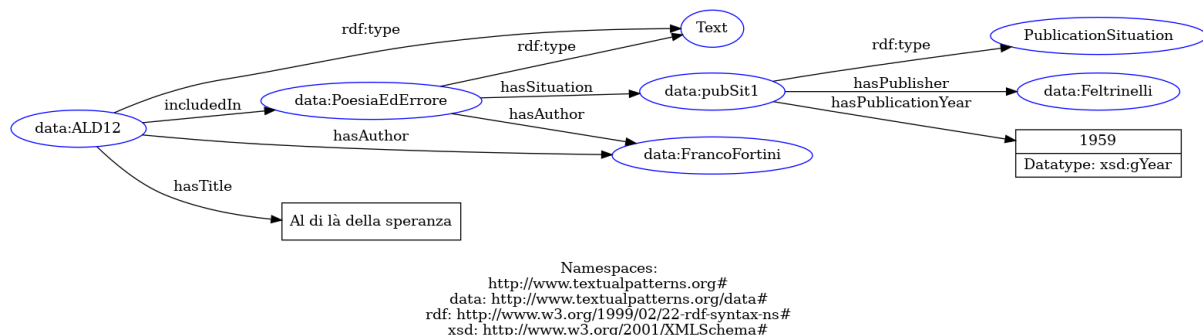 Text
rdf:type
PublicationSituation
rdf:type
rdf:type
hasSituation
data:pubSit1
hasPublisher
data:Feltrinelli
includedIn
data:PoesiaEdErrore
hasPublicationYear
data:ALD12
hasAuthor
hasAuthor
1959
data:FrancoFortini
Datatype: xsd:gYear
hasTitle
Al di là della speranza
Namespaces:
http://www.textualpatterns.org#
data: http://www.textualpatterns.org/data#
rdf: http://www.w3.org/1999/02/22-rdf-syntax-ns#
xsd: http://www.w3.org/2001/XMLSchema#